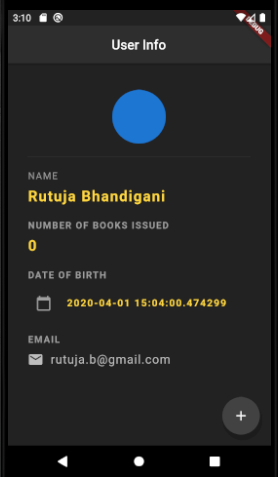 3:10
DEBUG
User Info
NAME
Rutuja Bhandigani
NUMBER OF BOOKS ISSUED
0
DATE OF BIRTH
2020-04-01 15:04:00.474299
EMAIL
rutuja.b@gmail.com
+